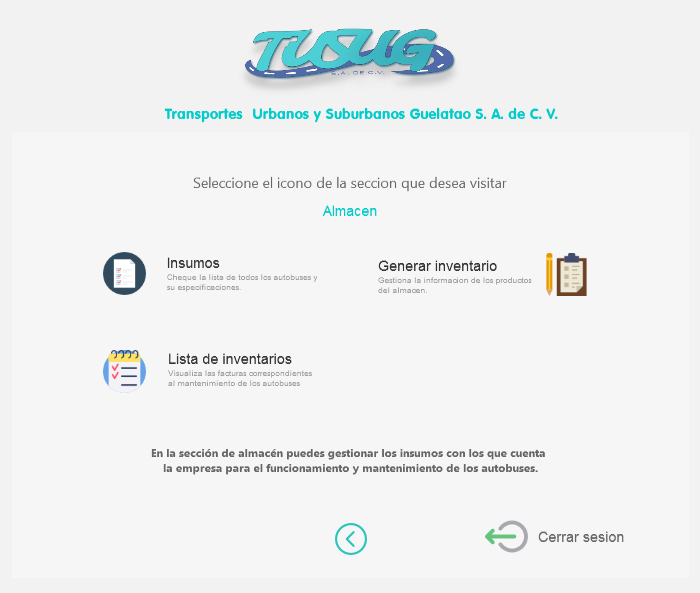 TUSUG
S.A. DE C.V.
Transportes Urbanos y Suburbanos Guelatao S. A. de C. V.
Seleccione el icono de la seccion que desea visitar
Almacen
Insumos
Cheque la lista de todos los autobuses y
su especificaciones.
Generar inventario
Gestiona la informacion de los productos
del almacen.
Lista de inventarios
Visualiza las facturas correspondientes
al mantenimiento de los autobuses
En la sección de almacén puedes gestionar los insumos con los que cuenta
la empresa para el funcionamiento y mantenimiento de los autobuses.
Cerrar sesion